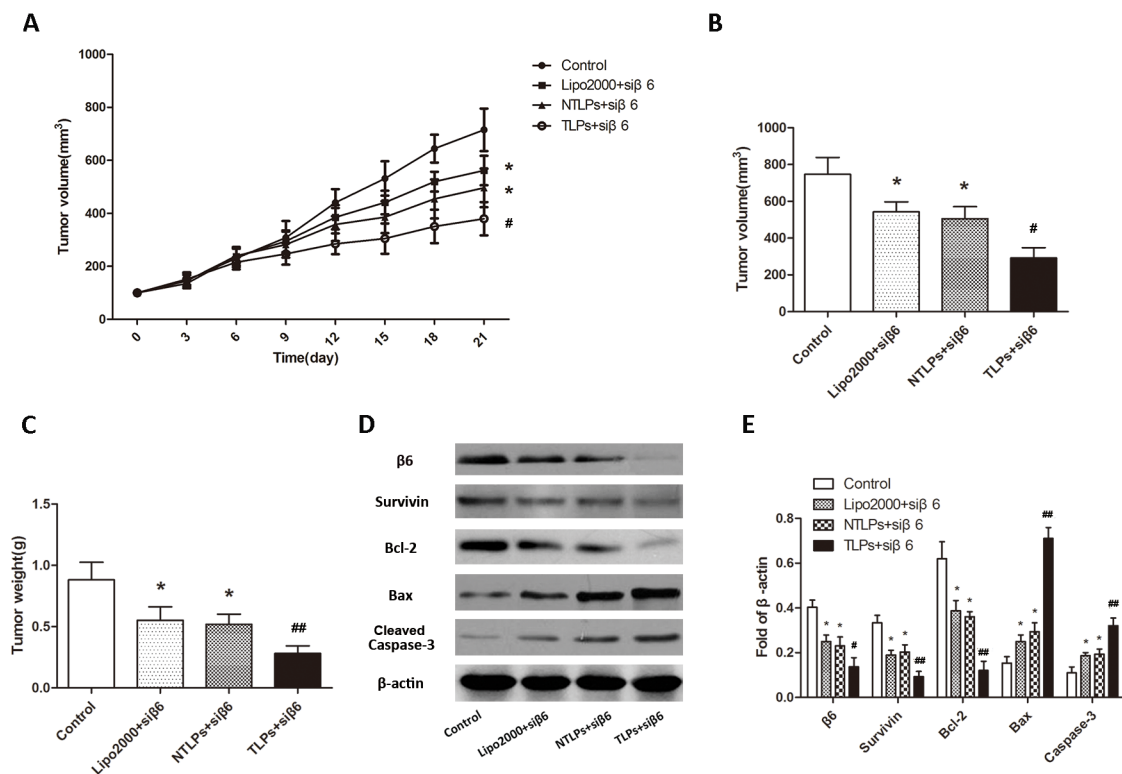 A
Tumor volume(mm3)
1000
800
600
400
200
0
0
3
6
9
12
15
18
21
Time(day)
Control
Lipo2000+siβ 6
NTLPs+siβ 6
TLPs+siβ 6
*
*
#
B
Tumor volume(mm3)
1000
800
600
400
200
0
*
*
#
Control
Lipo2000+siβ6
NTLPs+siβ6
TLPs+siβ6
C
Tumor weight(g)
1.5
1.0
0.5
0.0
*
*
##
Control
Lipo2000+siβ6
NTLPs+siβ6
TLPs+siβ6
D
β6
Survivin
Bcl-2
Bax
Cleaved
Caspase-3
β-actin
Control
Lipo2000+siβ6
NTLPs+siβ6
TLPs+siβ6
E
Control
Lipo2000+siβ 6
NTLPs+siβ 6
TLPs+siβ 6
Fold of β -actin
0.8
0.6
0.4
0.2
0.0
* * #
* * ##
* * ##
* * ##
* * ##
β6
Survivin
Bcl-2
Bax
Caspase-3